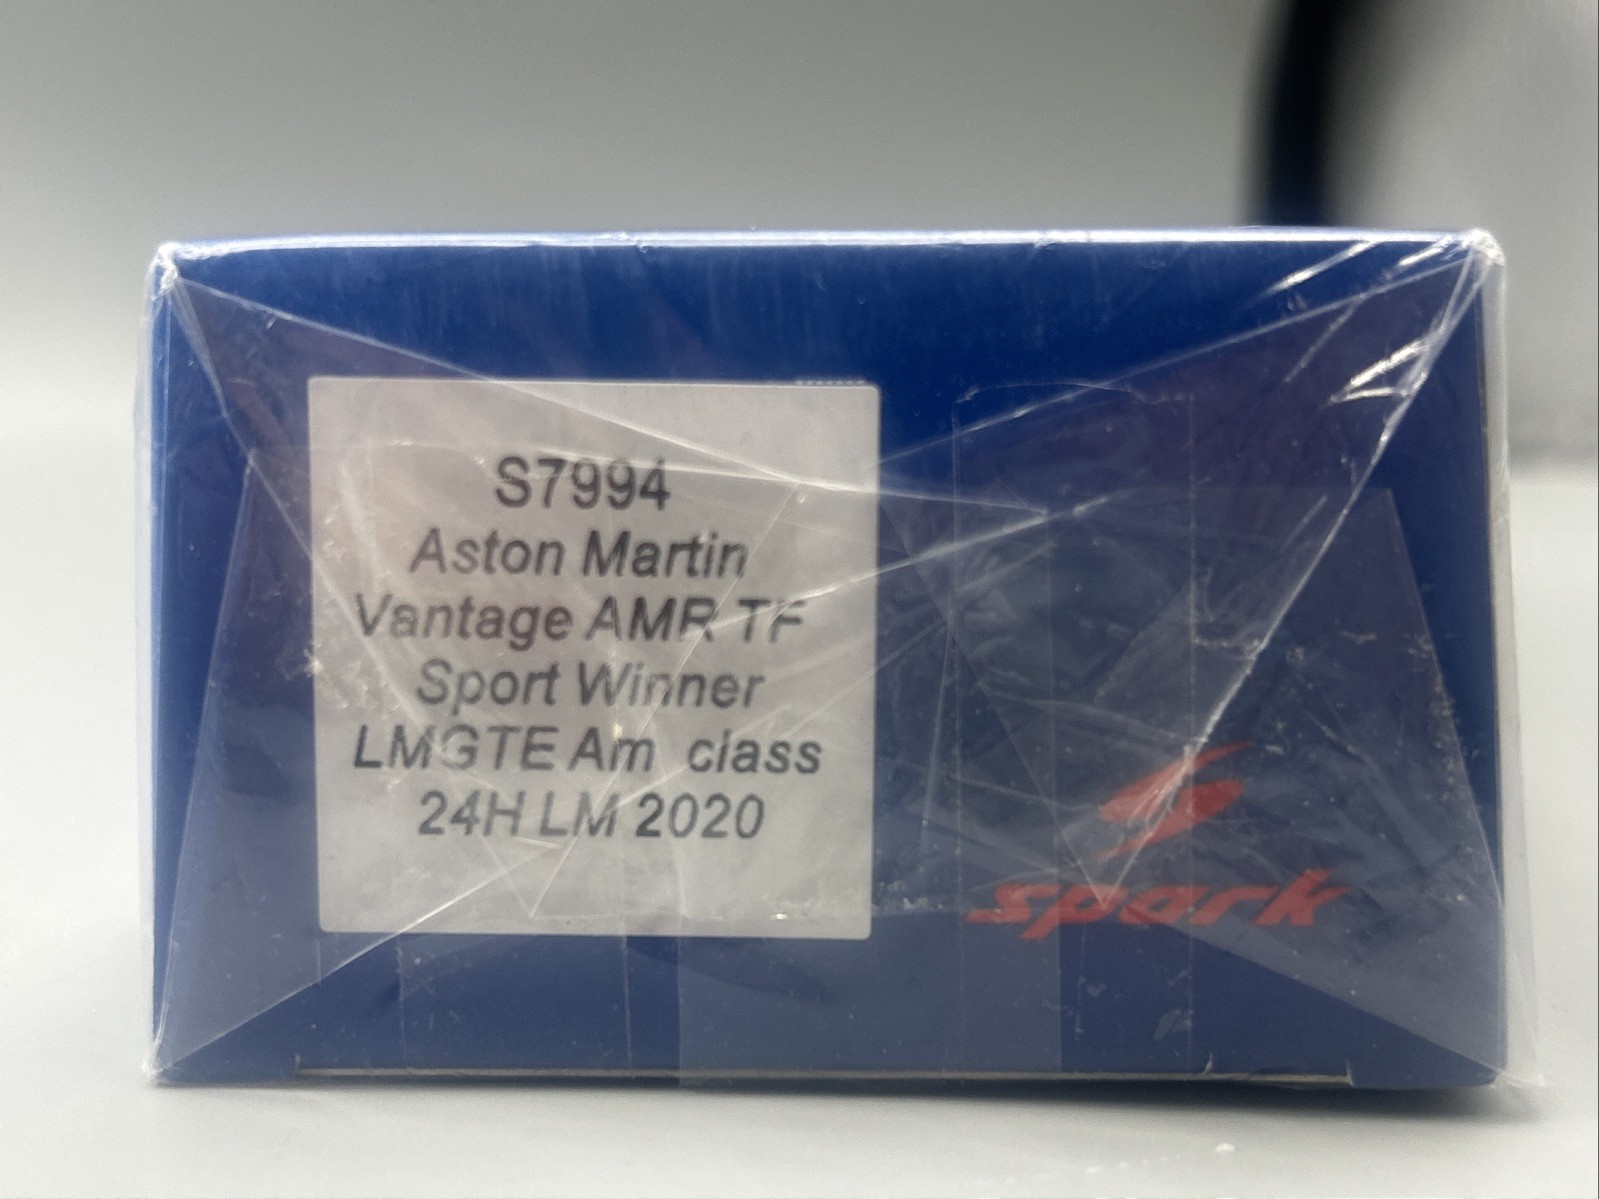 S7994
Aston Martin
Vantage AMR TF
Sport Winner
LMGTE Am class
24H LM 2020
spark